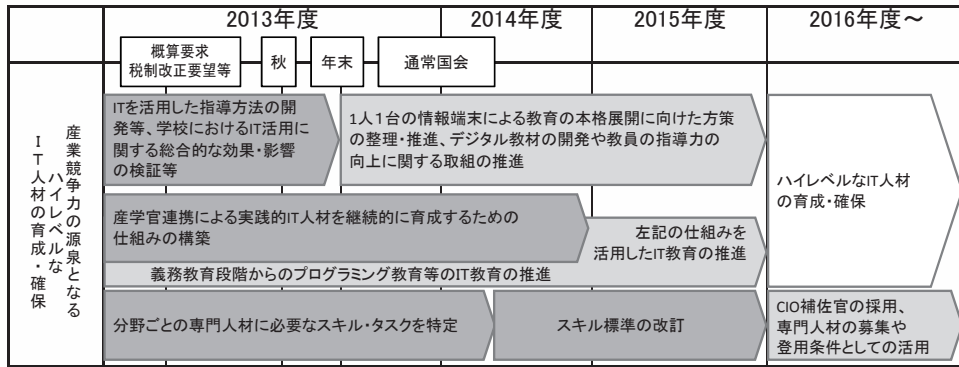 2013年度
2014年度
2015年度
2016年度～
概算要求
税制改正要望等
秋
年末
通常国会
産業競争力の源泉となる
ハイレベルな
IT人材の育成・確保
ITを活用した指導方法の開
発等、学校におけるIT活用に
関する総合的な効果・影響
の検証等
1人1台の情報端末による教育の本格展開に向けた方策
の整理・推進、デジタル教材の開発や教員の指導力の
向上に関する取組の推進
ハイレベルなIT人材
の育成・確保
産学官連携による実践的IT人材を継続的に育成するための
仕組みの構築
左記の仕組みを
活用したIT教育の推進
義務教育段階からのプログラミング教育等のIT教育の推進
分野ごとの専門人材に必要なスキル・タスクを特定
スキル標準の改訂
CIO補佐官の採用、
専門人材の募集や
登用条件としての活用